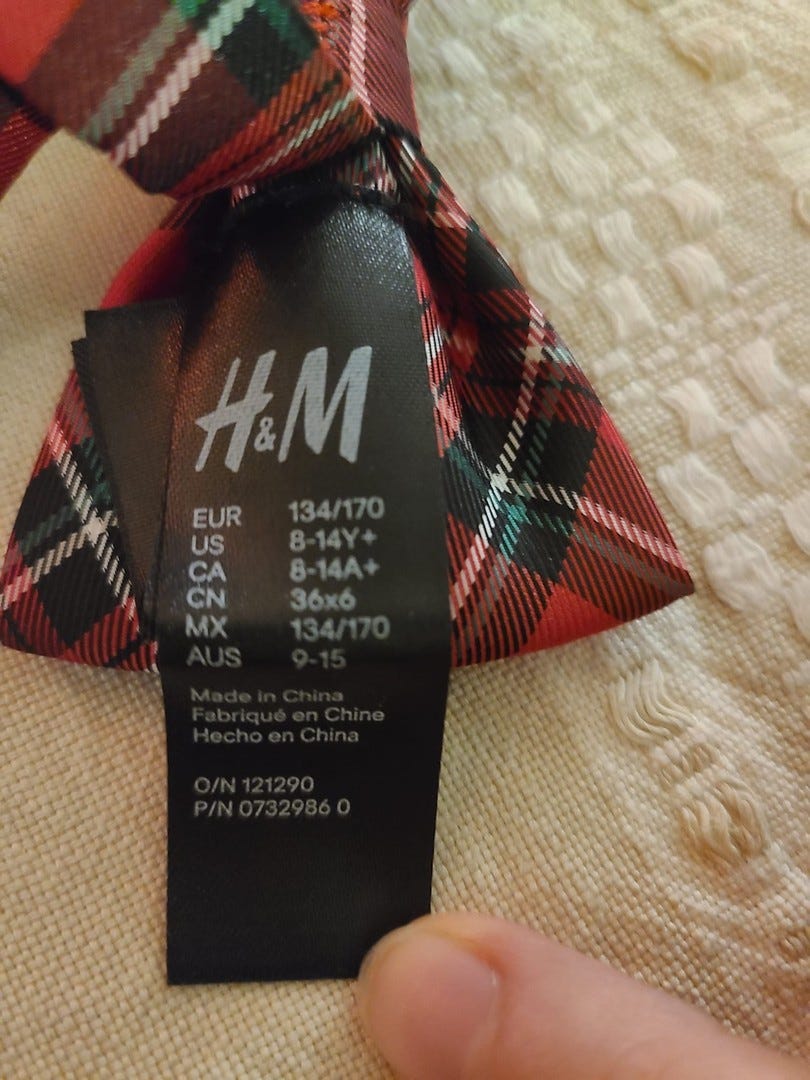 H&M
EUR 134/170
US 8-14Y+
CA 8-14A+
CN 36x6
MX 134/170
AUS 9-15
Made in China
Fabriqué en Chine
Hecho en China
O/N 121290
P/N 0732986 0